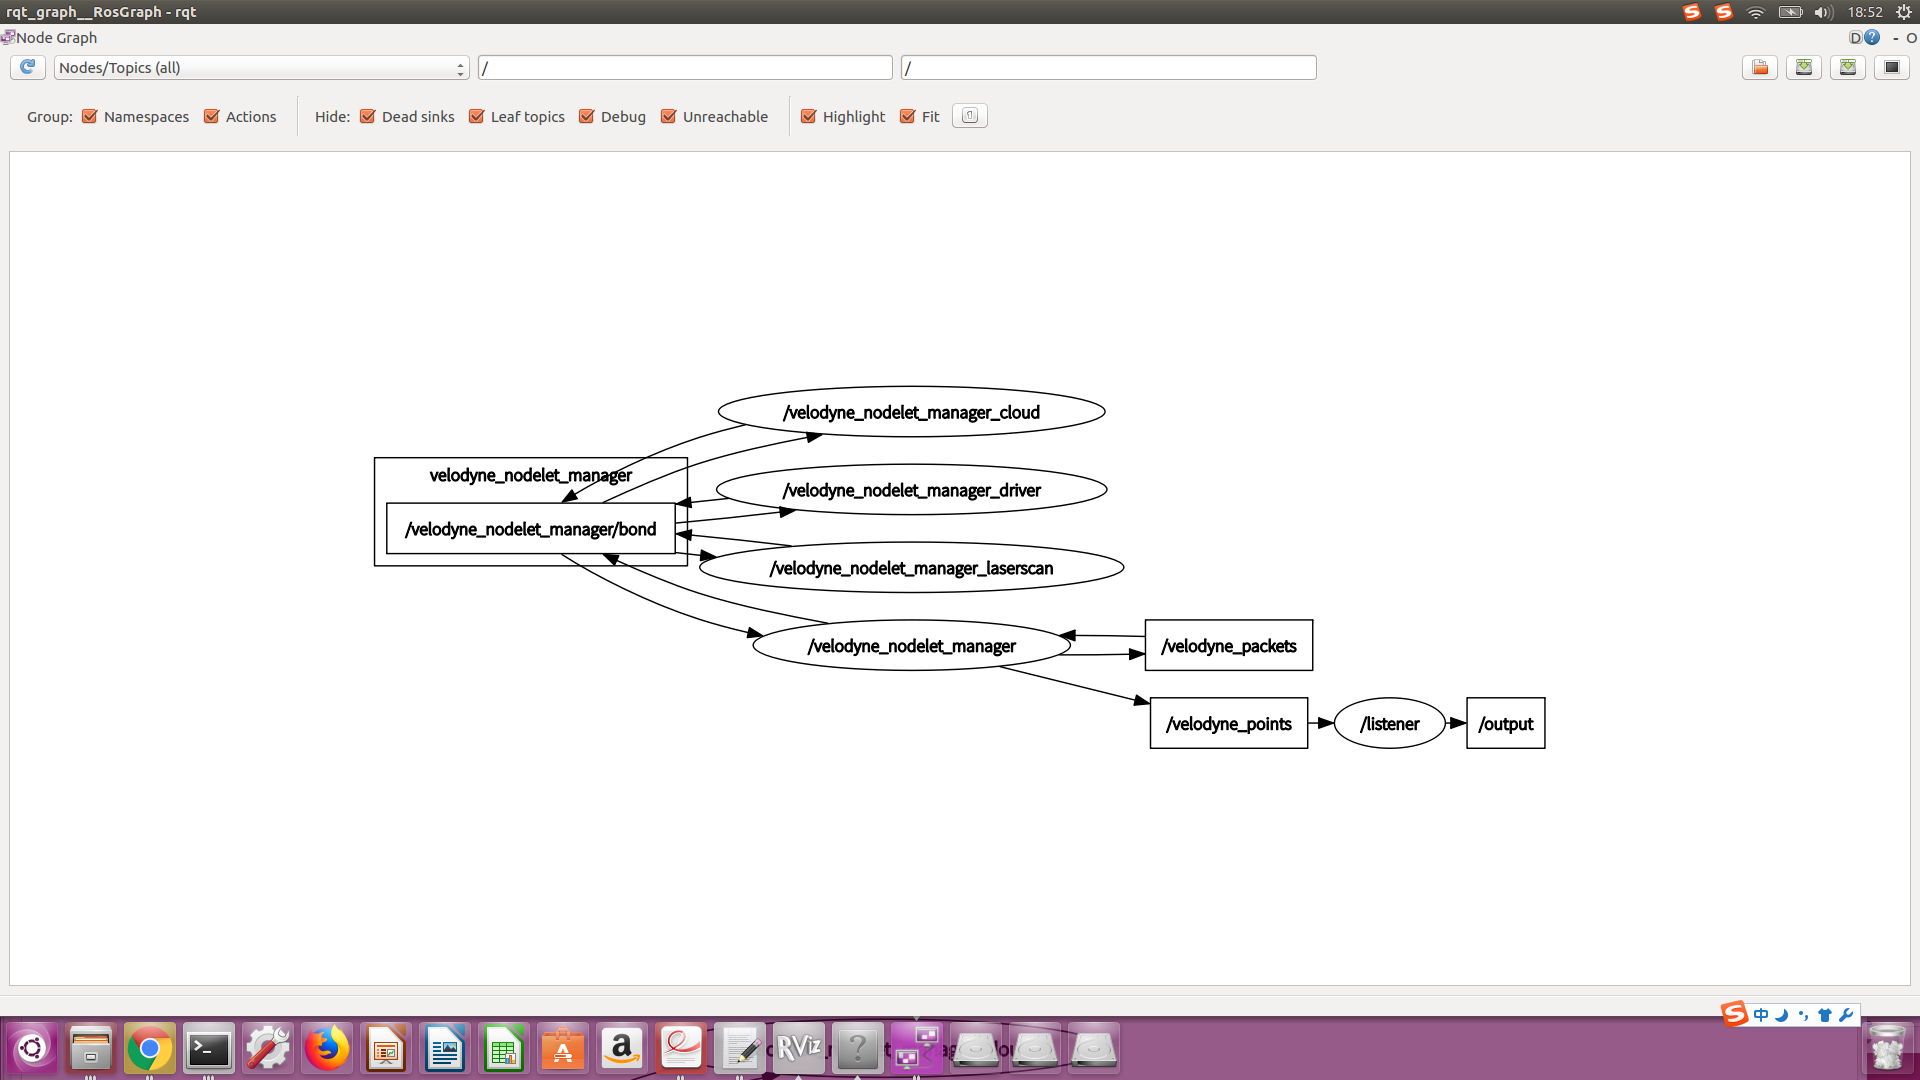 rqt_graph__RosGraph - rqt
18:52
Node Graph
D
- O
Nodes/Topics (all)
/
/
Group:
Namespaces
Actions
Hide:
Dead sinks
Leaf topics
Debug
Unreachable
Highlight
Fit
/velodyne_nodelet_manager_cloud
velodyne_nodelet_manager
/velodyne_nodelet_manager_driver
/velodyne_nodelet_manager/bond
/velodyne_nodelet_manager_laserscan
/velodyne_nodelet_manager
/velodyne_packets
/velodyne_points
/listener
/output
中
RViz